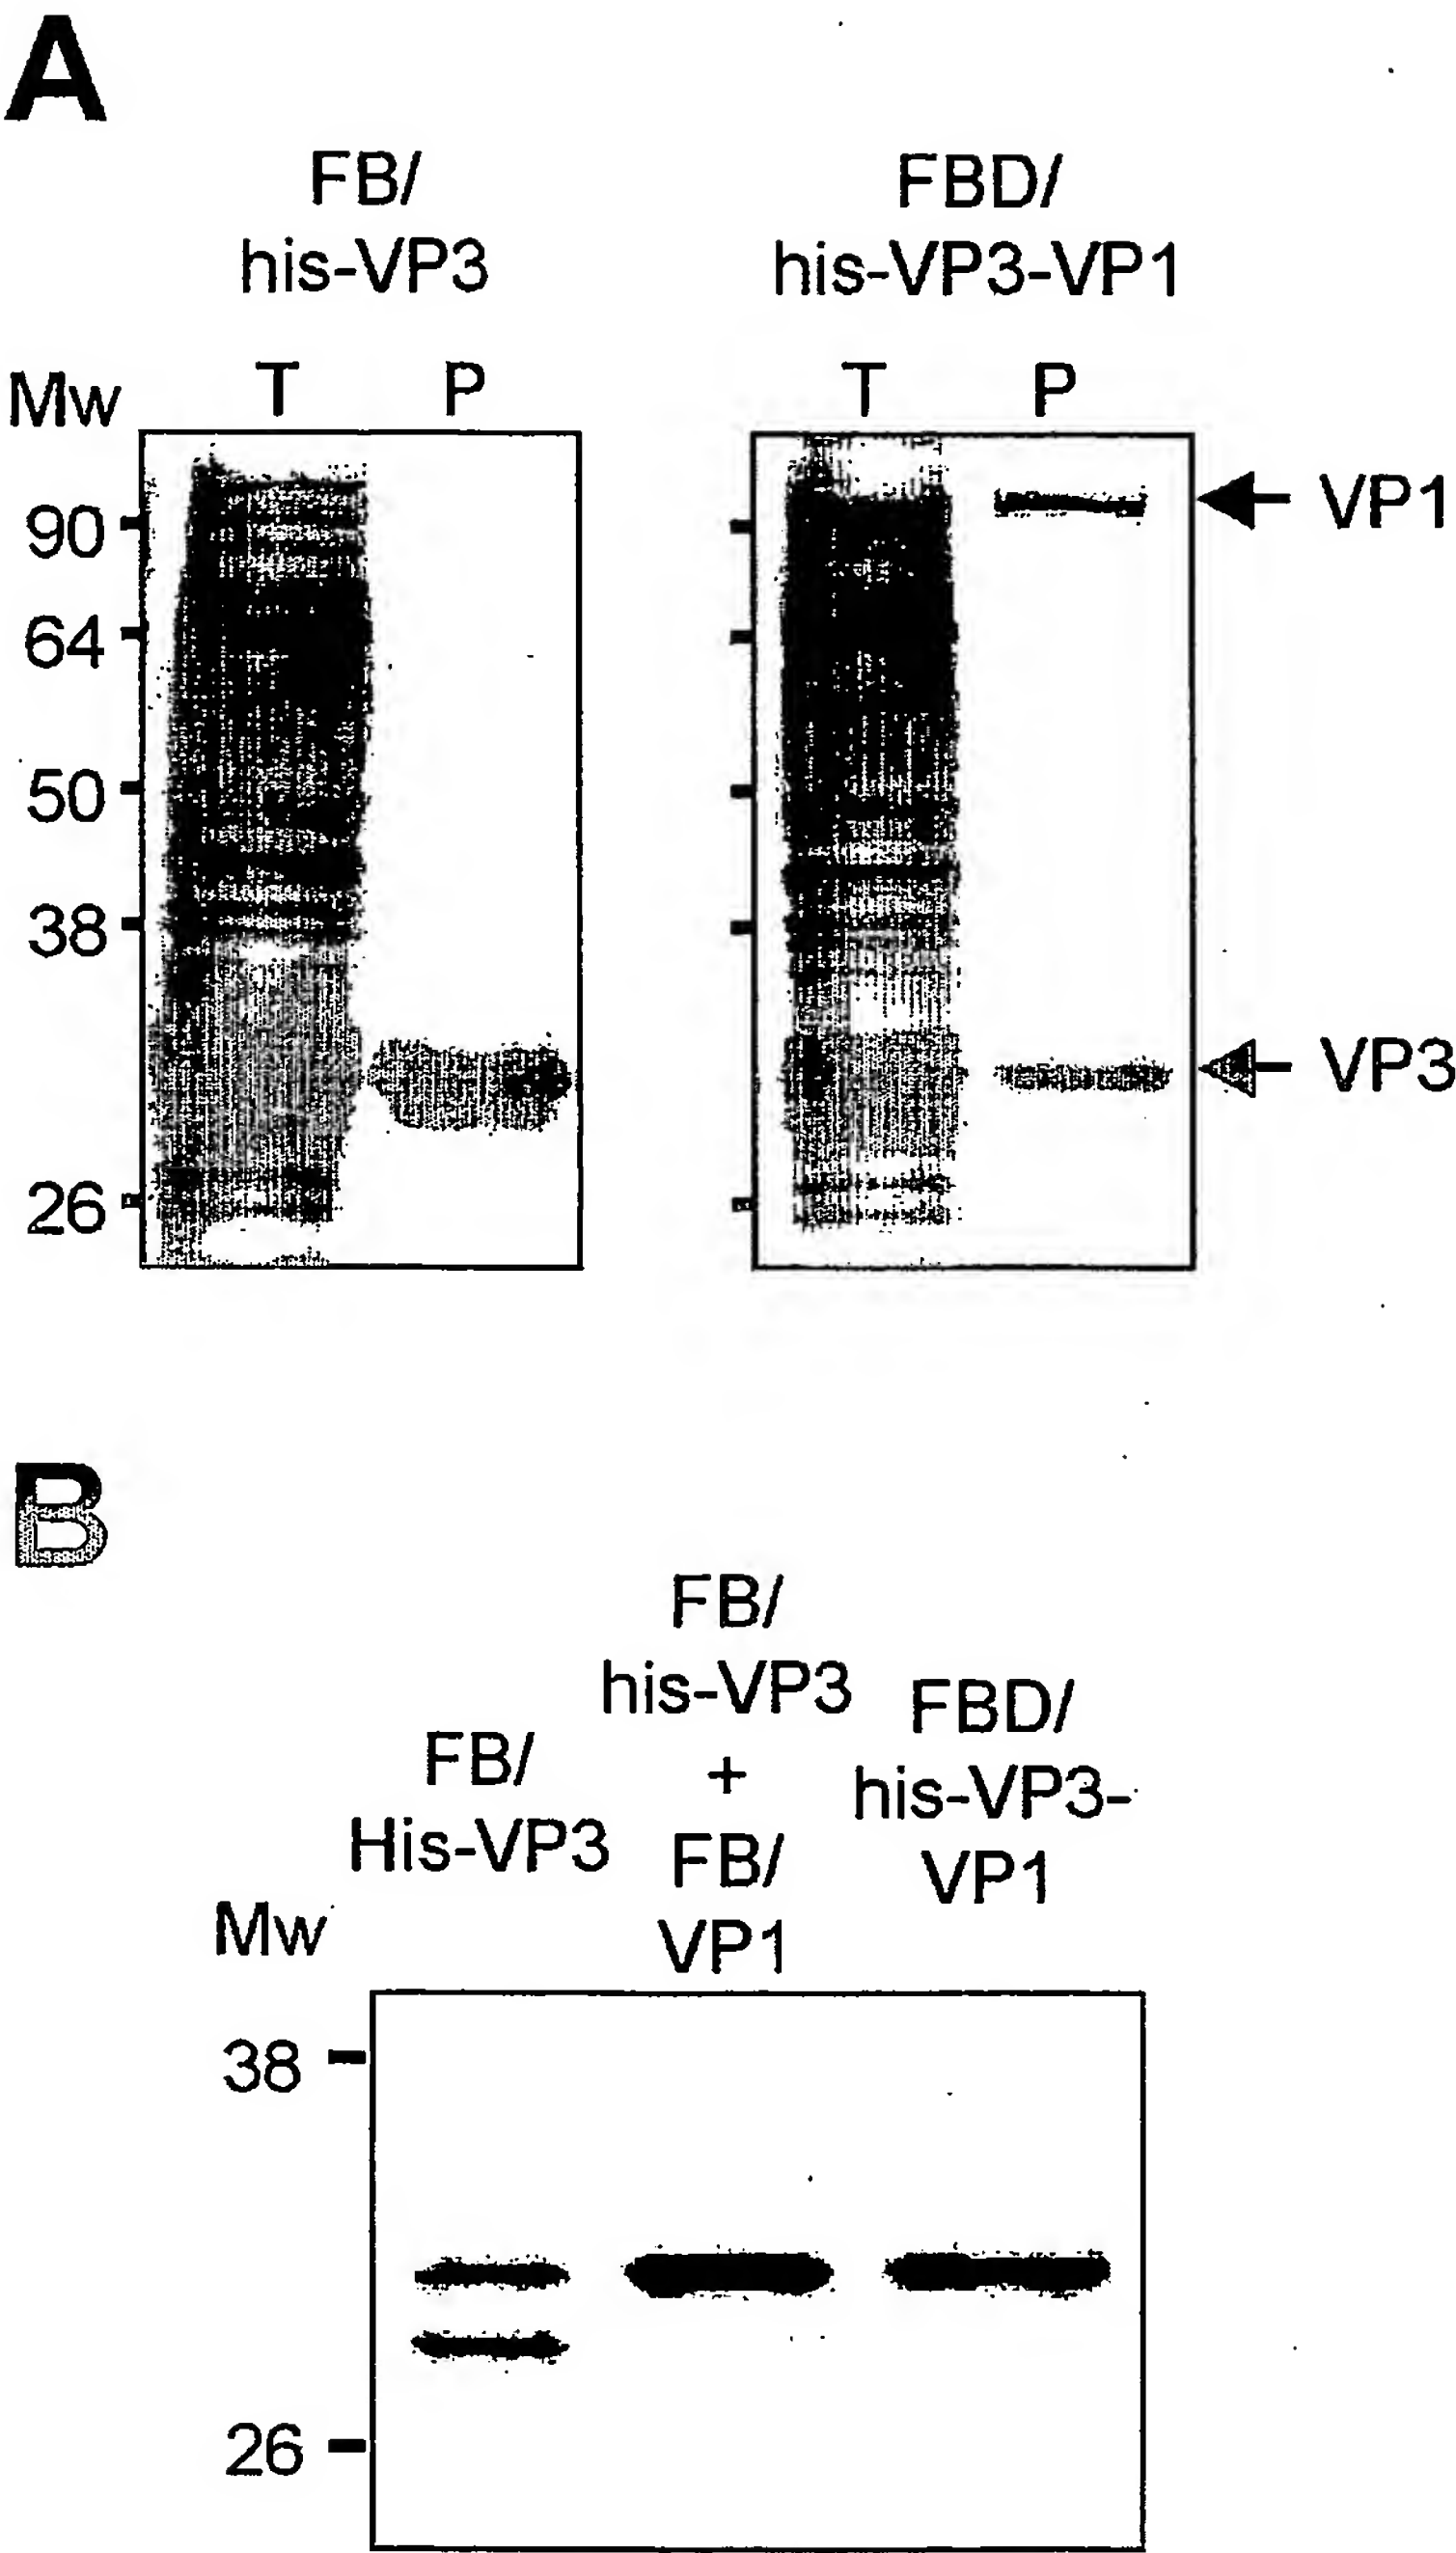 A
FB/
his-VP3
FBD/
his-VP3-VP1
Mw
T
P
T
P
90
64
50
38
26
VP1
VP3
B
FB/
His-VP3
FB/
his-VP3
+
FB/
VP1
FBD/
his-VP3-
VP1
Mw
38
26